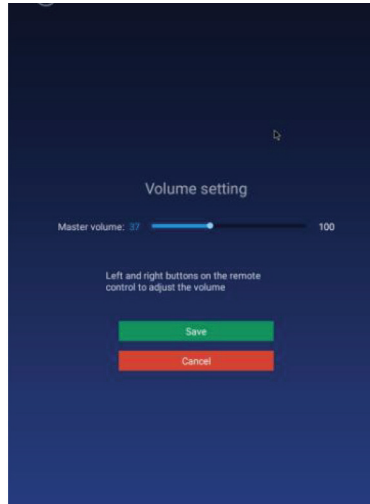 Volume setting
Master volume: 37 100
Left and right buttons on the remote
control to adjust the volume
Save
Cancel